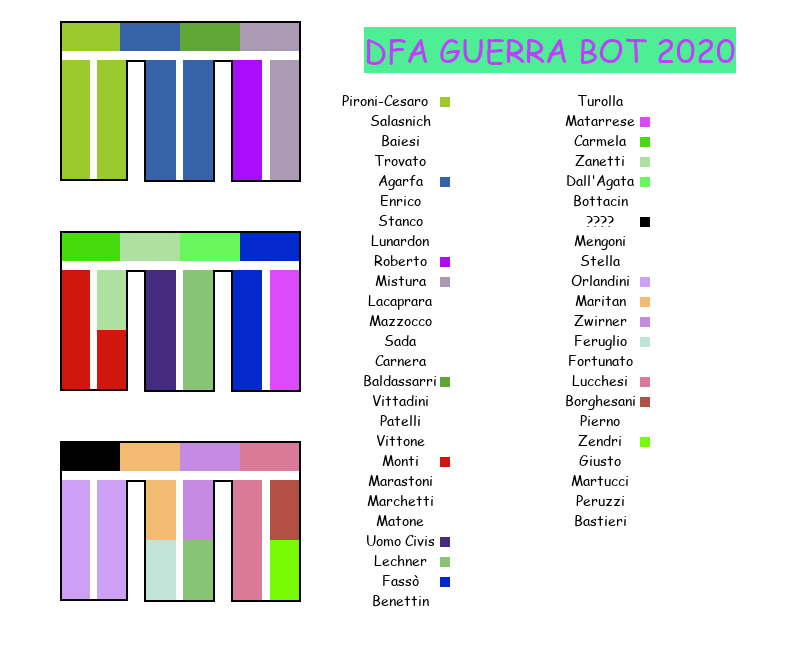 DFA GUERRA BOT 2020
Pironi-Cesaro
Salasnich
Baiesi
Trovato
Agarfa
Enrico
Stanco
Lunardon
Roberto
Mistura
Lacaprara
Mazzocco
Sada
Carnera
Baldassarri
Vittadini
Patelli
Vittone
Monti
Marastoni
Marchetti
Matone
Uomo Civis
Lechner
Fassò
Benettin
Turolla
Matarrese
Carmela
Zanetti
Dall'Agata
Bottacin
????
Mengoni
Stella
Orlandini
Maritan
Zwirner
Feruglio
Fortunato
Lucchesi
Borghesani
Pierno
Zendri
Giusto
Martucci
Peruzzi
Bastieri